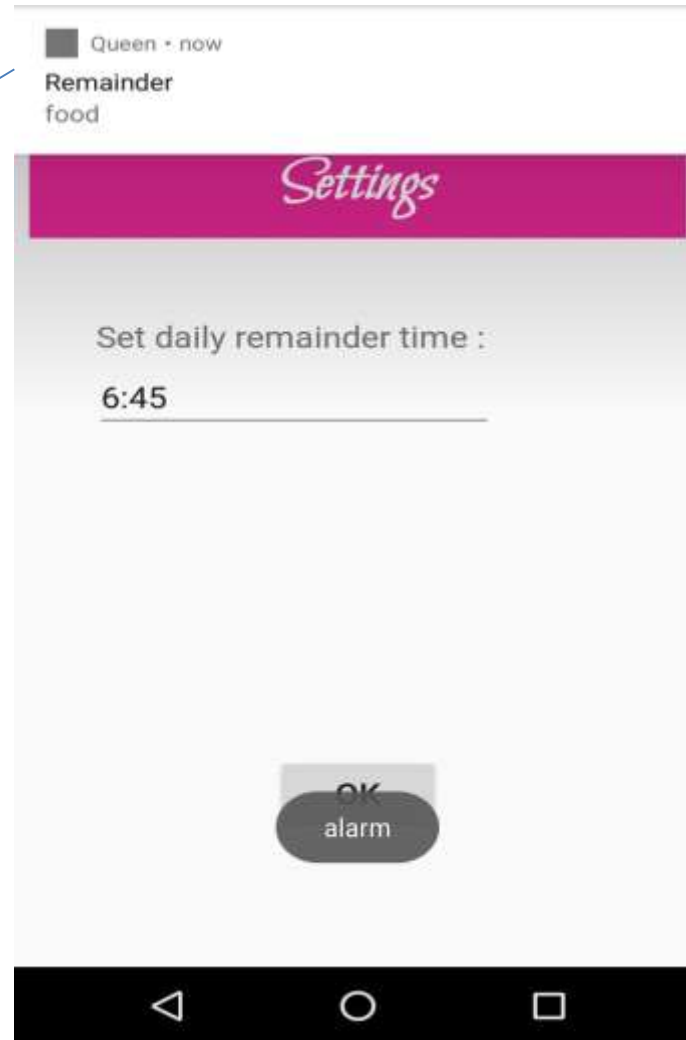 Queen • now
Remainder
food
Settings
Set daily remainder time :
6:45
OK
alarm